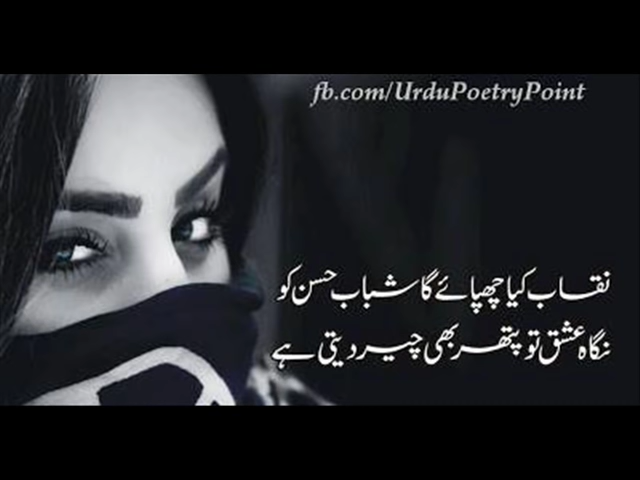 fb.com/UrduPoetryPoint
نقاب کیا چھپائے گا شباب حسن کو
نگاہ عشق تو پتھر بھی چیر دیتی ہے